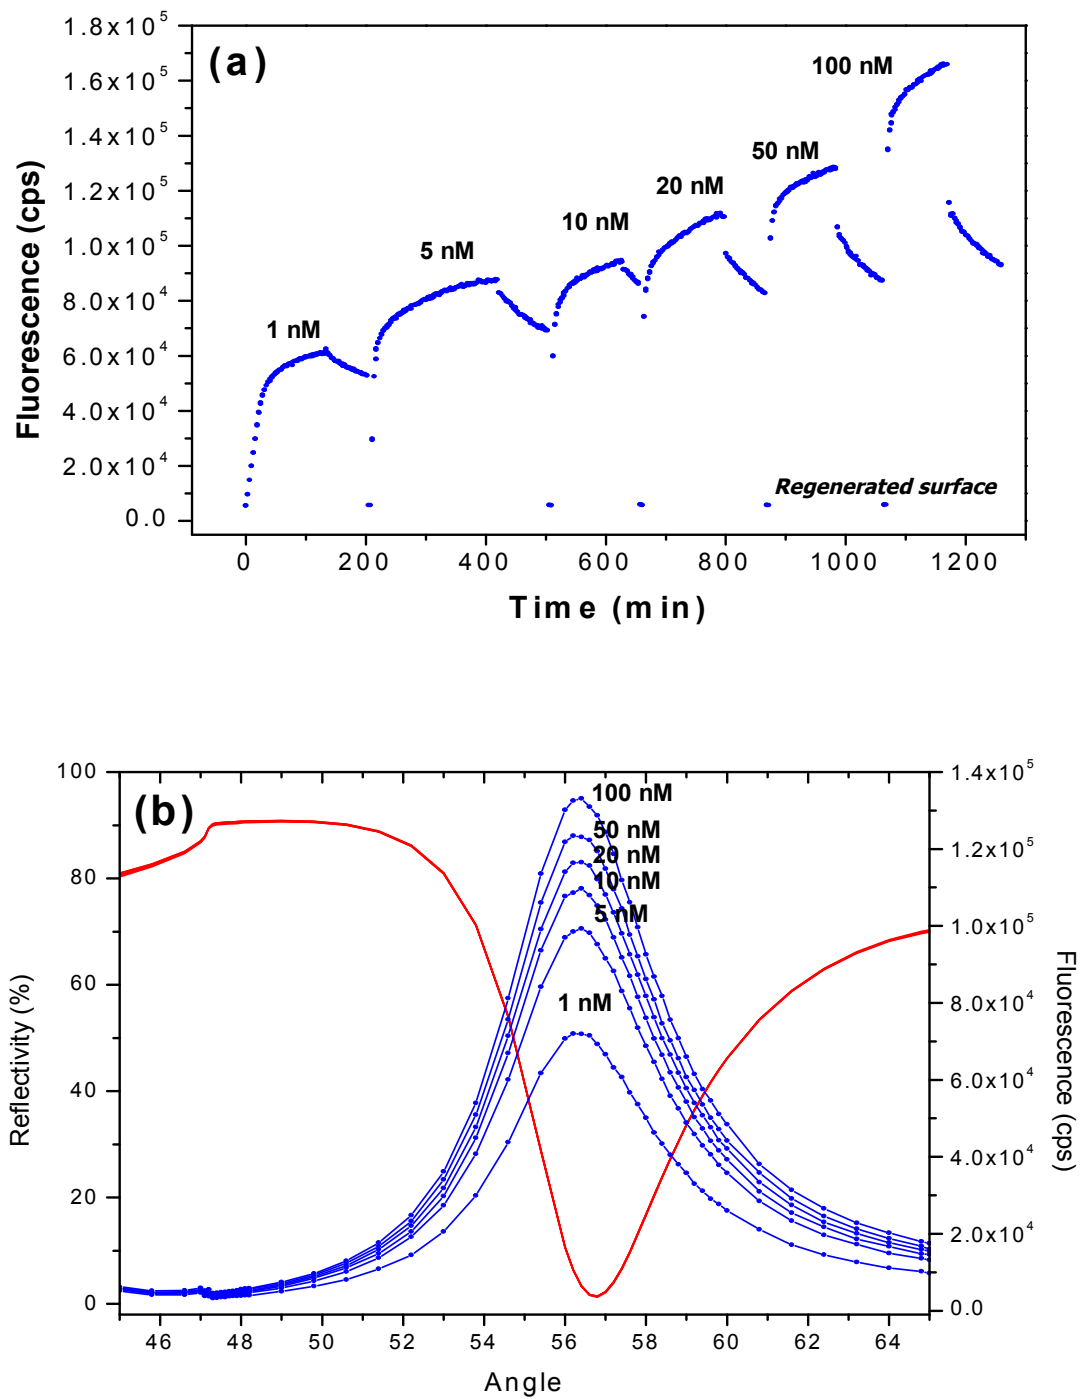 (a)
1.8x10^5
1.6x10^5
1.4x10^5
1.2x10^5
1.0x10^5
8.0x10^4
6.0x10^4
4.0x10^4
2.0x10^4
0.0
Fluorescence (cps)
1 nM
5 nM
10 nM
20 nM
50 nM
100 nM
Regenerated surface
0 200 400 600 800 1000 1200
Time (min)
(b)
100
80
60
40
20
0
Reflectivity (%)
100 nM
50 nM
20 nM
10 nM
5 nM
1 nM
1.4x10^5
1.2x10^5
1.0x10^5
8.0x10^4
6.0x10^4
4.0x10^4
2.0x10^4
0.0
Fluorescence (cps)
46 48 50 52 54 56 58 60 62 64
Angle